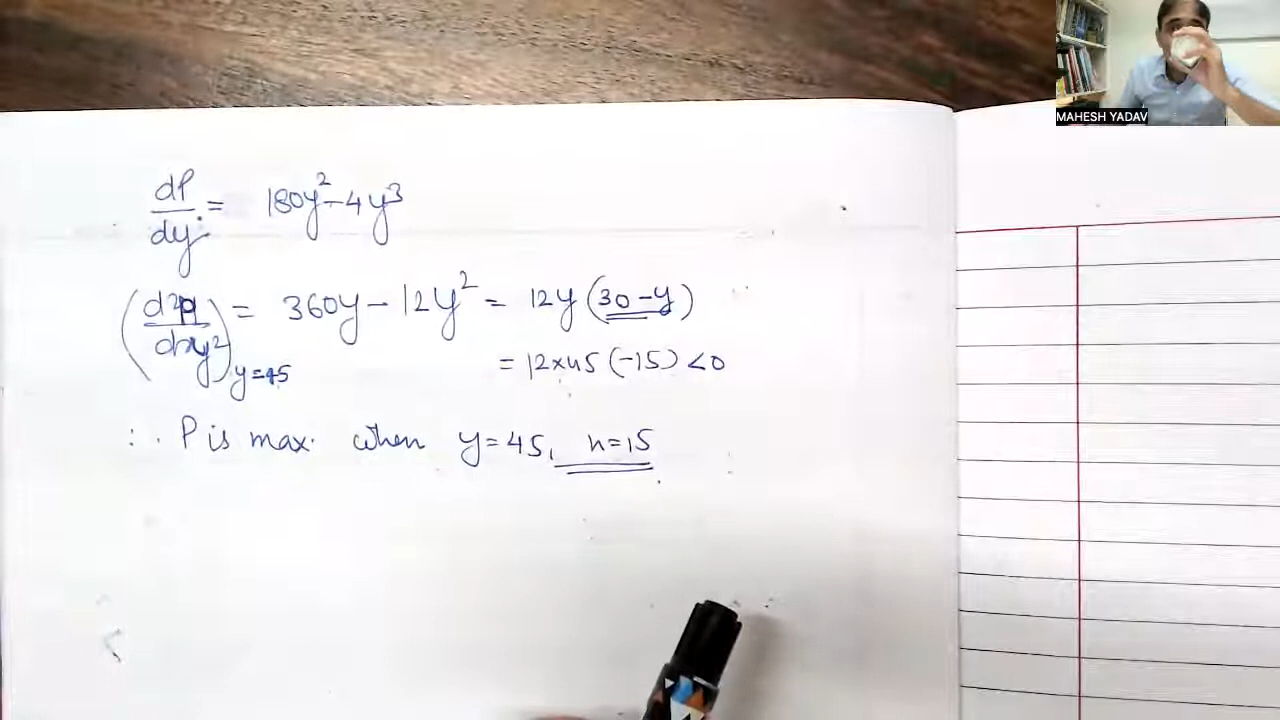 MAHESH YADAV
dP/dy = 180y² - 4y³
(d²P/dy²)y=45 = 360y - 12y² = 12y (30-y)
= 12×45 (-15) <0
∴ P is max. when y=45, x=15